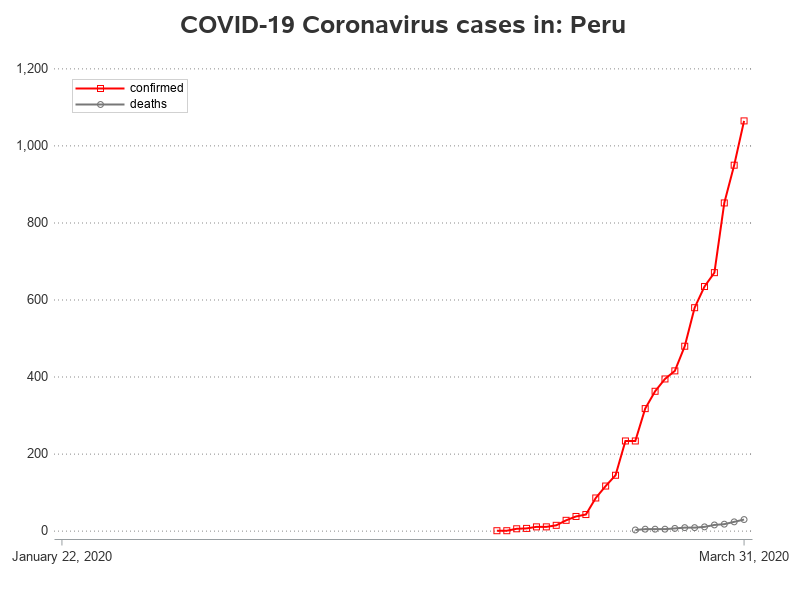 COVID-19 Coronavirus cases in: Peru
1,200
confirmed
deaths
1,000
800
600
400
200
0
January 22, 2020
March 31, 2020